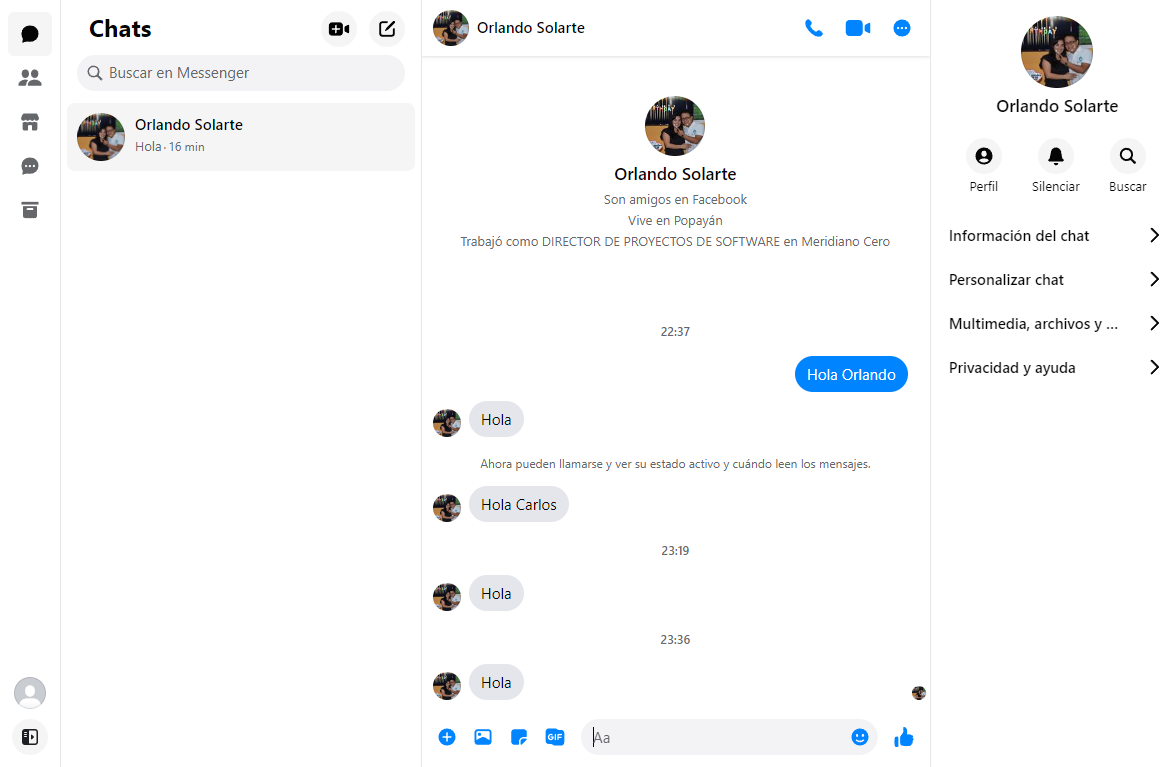 Chats
Buscar en Messenger
Orlando Solarte
Hola · 16 min
Orlando Solarte
Orlando Solarte
Son amigos en Facebook
Vive en Popayán
Trabajó como DIRECTOR DE PROYECTOS DE SOFTWARE en Meridiano Cero
22:37
Hola Orlando
Hola
Ahora pueden llamarse y ver su estado activo y cuándo leen los mensajes.
Hola Carlos
23:19
Hola
23:36
Hola
GIF
Aa
Orlando Solarte
Perfil
Silenciar
Buscar
Información del chat
Personalizar chat
Multimedia, archivos y ...
Privacidad y ayuda